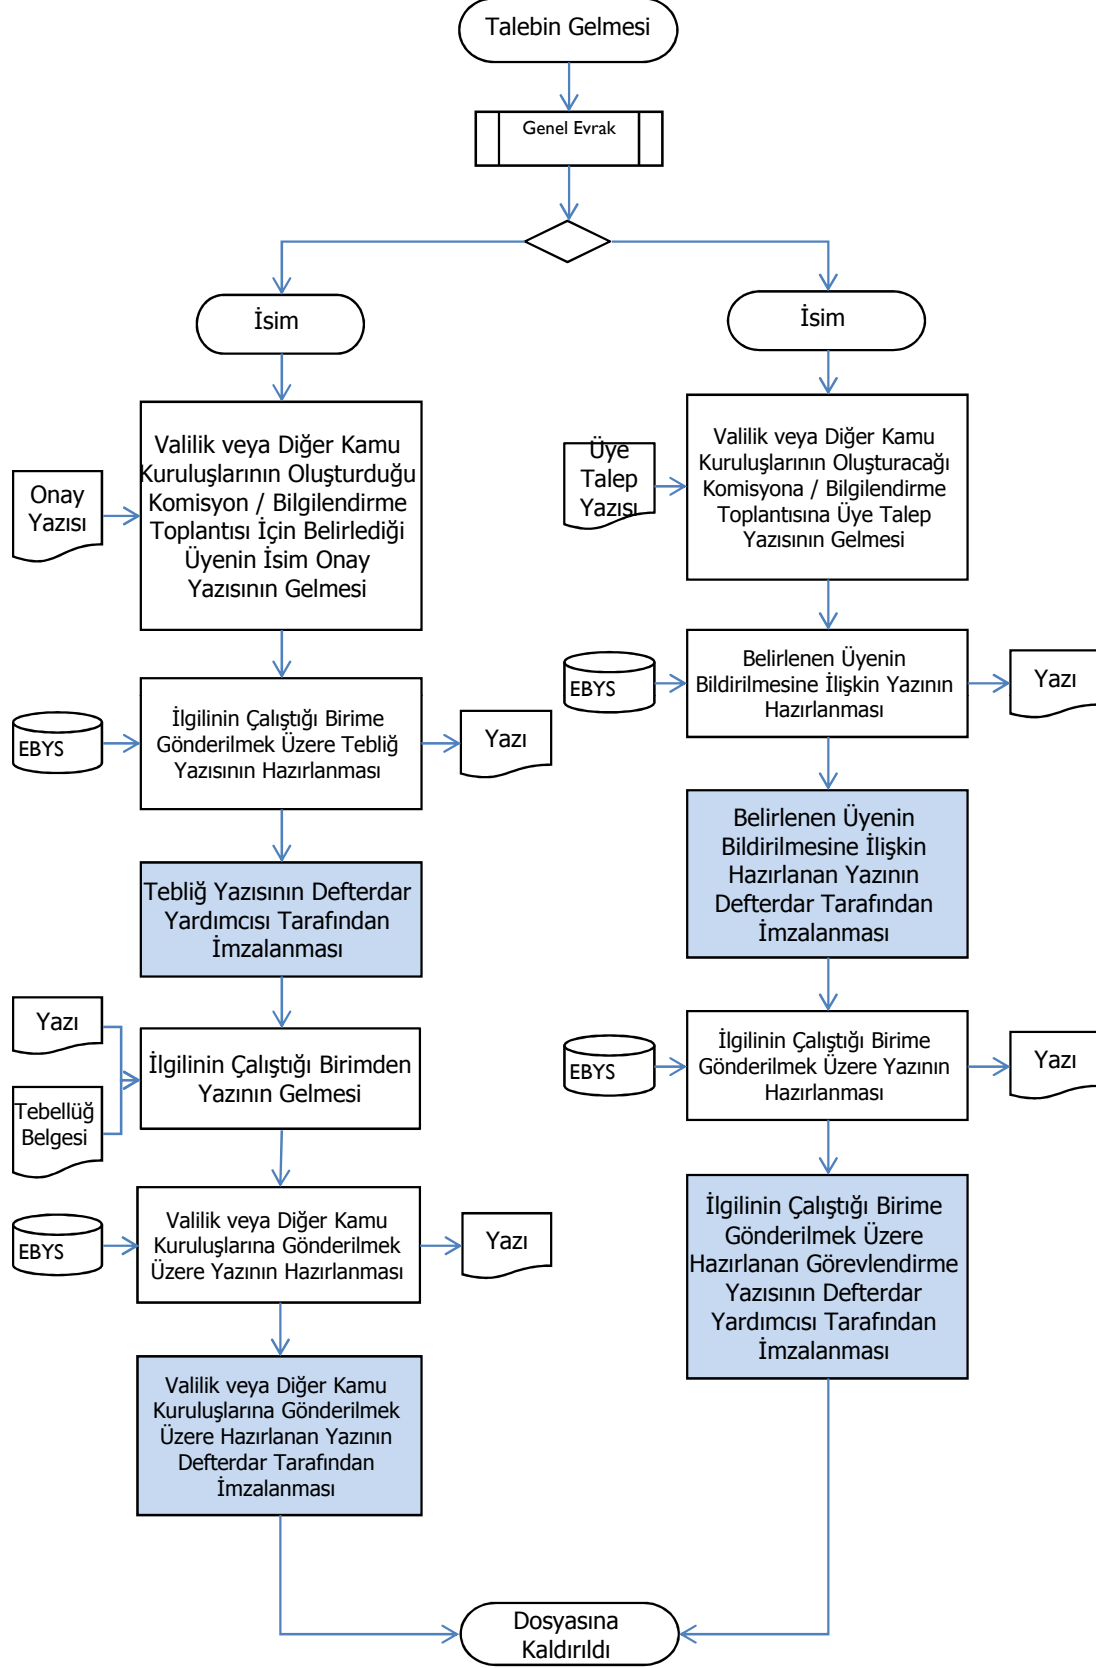 Talebin Gelmesi
Genel Evrak
İsim
Valilik veya Diğer Kamu
Kuruluşlarının Oluşturduğu
Komisyon / Bilgilendirme
Toplantısı İçin Belirlediği
Üyenin İsim Onay
Yazısının Gelmesi
Onay
Yazısı
İlgilinin Çalıştığı Birime
Gönderilmek Üzere Tebliğ
Yazısının Hazırlanması
EBYS
Yazı
Tebliğ Yazısının Defterdar
Yardımcısı Tarafından
İmzalanması
Yazı
Tebellüğ
Belgesi
İlgilinin Çalıştığı Birimden
Yazının Gelmesi
EBYS
Valilik veya Diğer Kamu
Kuruluşlarına Gönderilmek
Üzere Yazının Hazırlanması
Yazı
Valilik veya Diğer Kamu
Kuruluşlarına Gönderilmek
Üzere Hazırlanan Yazının
Defterdar Tarafından
İmzalanması
İsim
Üye
Talep
Yazısı
Valilik veya Diğer Kamu
Kuruluşlarının Oluşturacağı
Komisyona / Bilgilendirme
Toplantısına Üye Talep
Yazısının Gelmesi
EBYS
Belirlenen Üyenin
Bildirilmesine İlişkin Yazının
Hazırlanması
Yazı
Belirlenen Üyenin
Bildirilmesine İlişkin
Hazırlanan Yazının
Defterdar Tarafından
İmzalanması
EBYS
İlgilinin Çalıştığı Birime
Gönderilmek Üzere Yazının
Hazırlanması
Yazı
İlgilinin Çalıştığı Birime
Gönderilmek Üzere
Hazırlanan Görevlendirme
Yazısının Defterdar
Yardımcısı Tarafından
İmzalanması
Dosyasına
Kaldırıldı